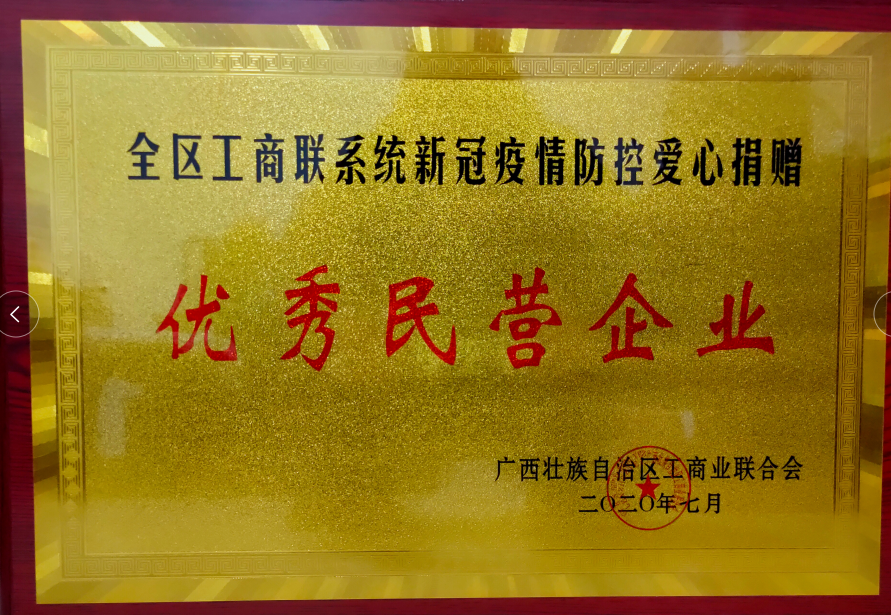 全区工商联系统新冠疫情防控爱心捐赠
优秀民营企业
广西壮族自治区工商业联合会
二〇二〇年七月